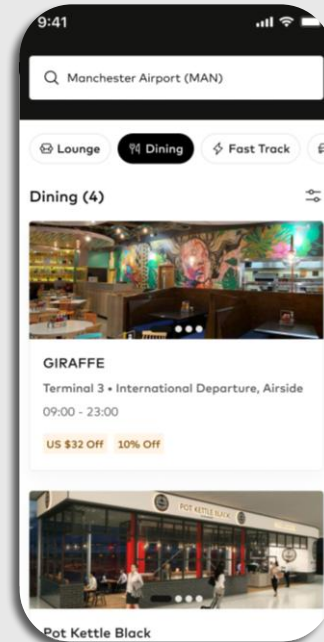 9:41
Manchester Airport (MAN)
Lounge Dining Fast Track
Dining (4)
GIRAFFE
Terminal 3 • International Departure, Airside
09:00 - 23:00
US $32 Off 10% Off
POT KETTLE BLACK
Pot Kettle Black